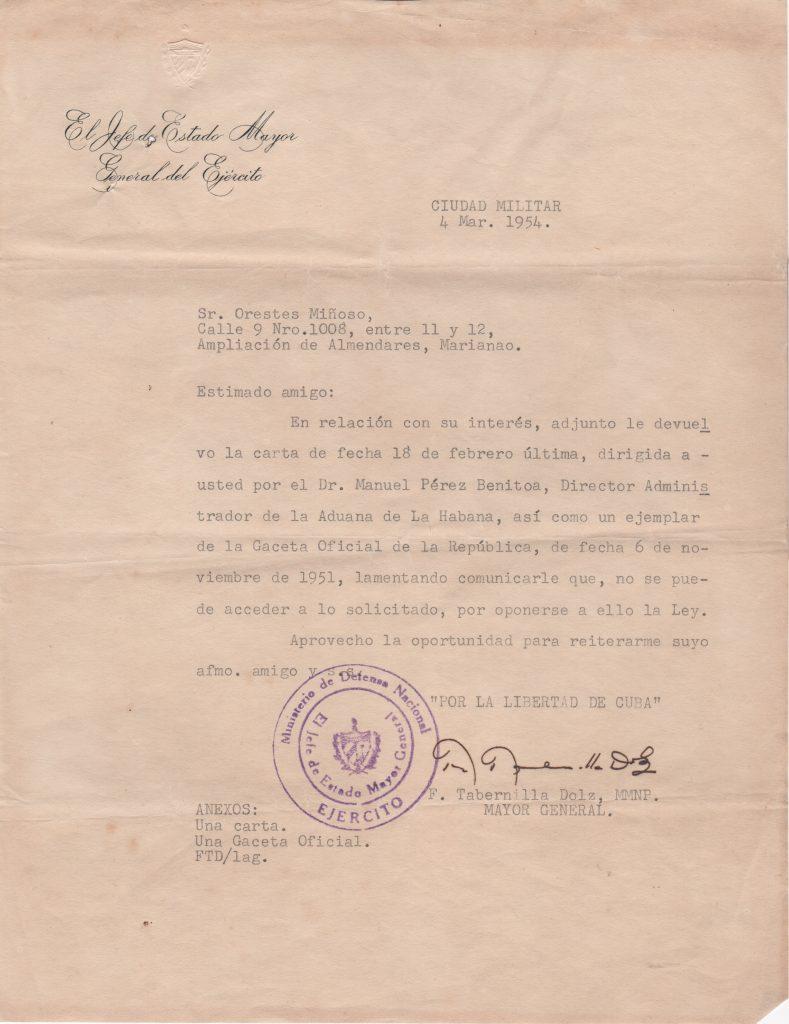 El Jefe de Estado Mayor
General del Ejército
CIUDAD MILITAR
4 Mar. 1954.
Sr. Orestes Miñoso,
Calle 9 Nro.1008, entre 11 y 12,
Ampliación de Almendares, Marianao.
Estimado amigo:
En relación con su interés, adjunto le devuel
vo la carta de fecha 18 de febrero última, dirigida a -
usted por el Dr. Manuel Pérez Benitoa, Director Adminis
trador de la Aduana de La Habana, así como un ejemplar
de la Gaceta Oficial de la República, de fecha 6 de no-
viembre de 1951, lamentando comunicarle que, no se pue-
de acceder a lo solicitado, por oponerse a ello la Ley.
Aprovecho la oportunidad para reiterarme suyo
afmo. amigo y s.s.
"POR LA LIBERTAD DE CUBA"
Ministerio de Defensa Nacional
El Jefe de Estado Mayor General
EJERCITO
F. Tabernilla Dolz, MMNP.
MAYOR GENERAL.
ANEXOS:
Una carta.
Una Gaceta Oficial.
FTD/lag.